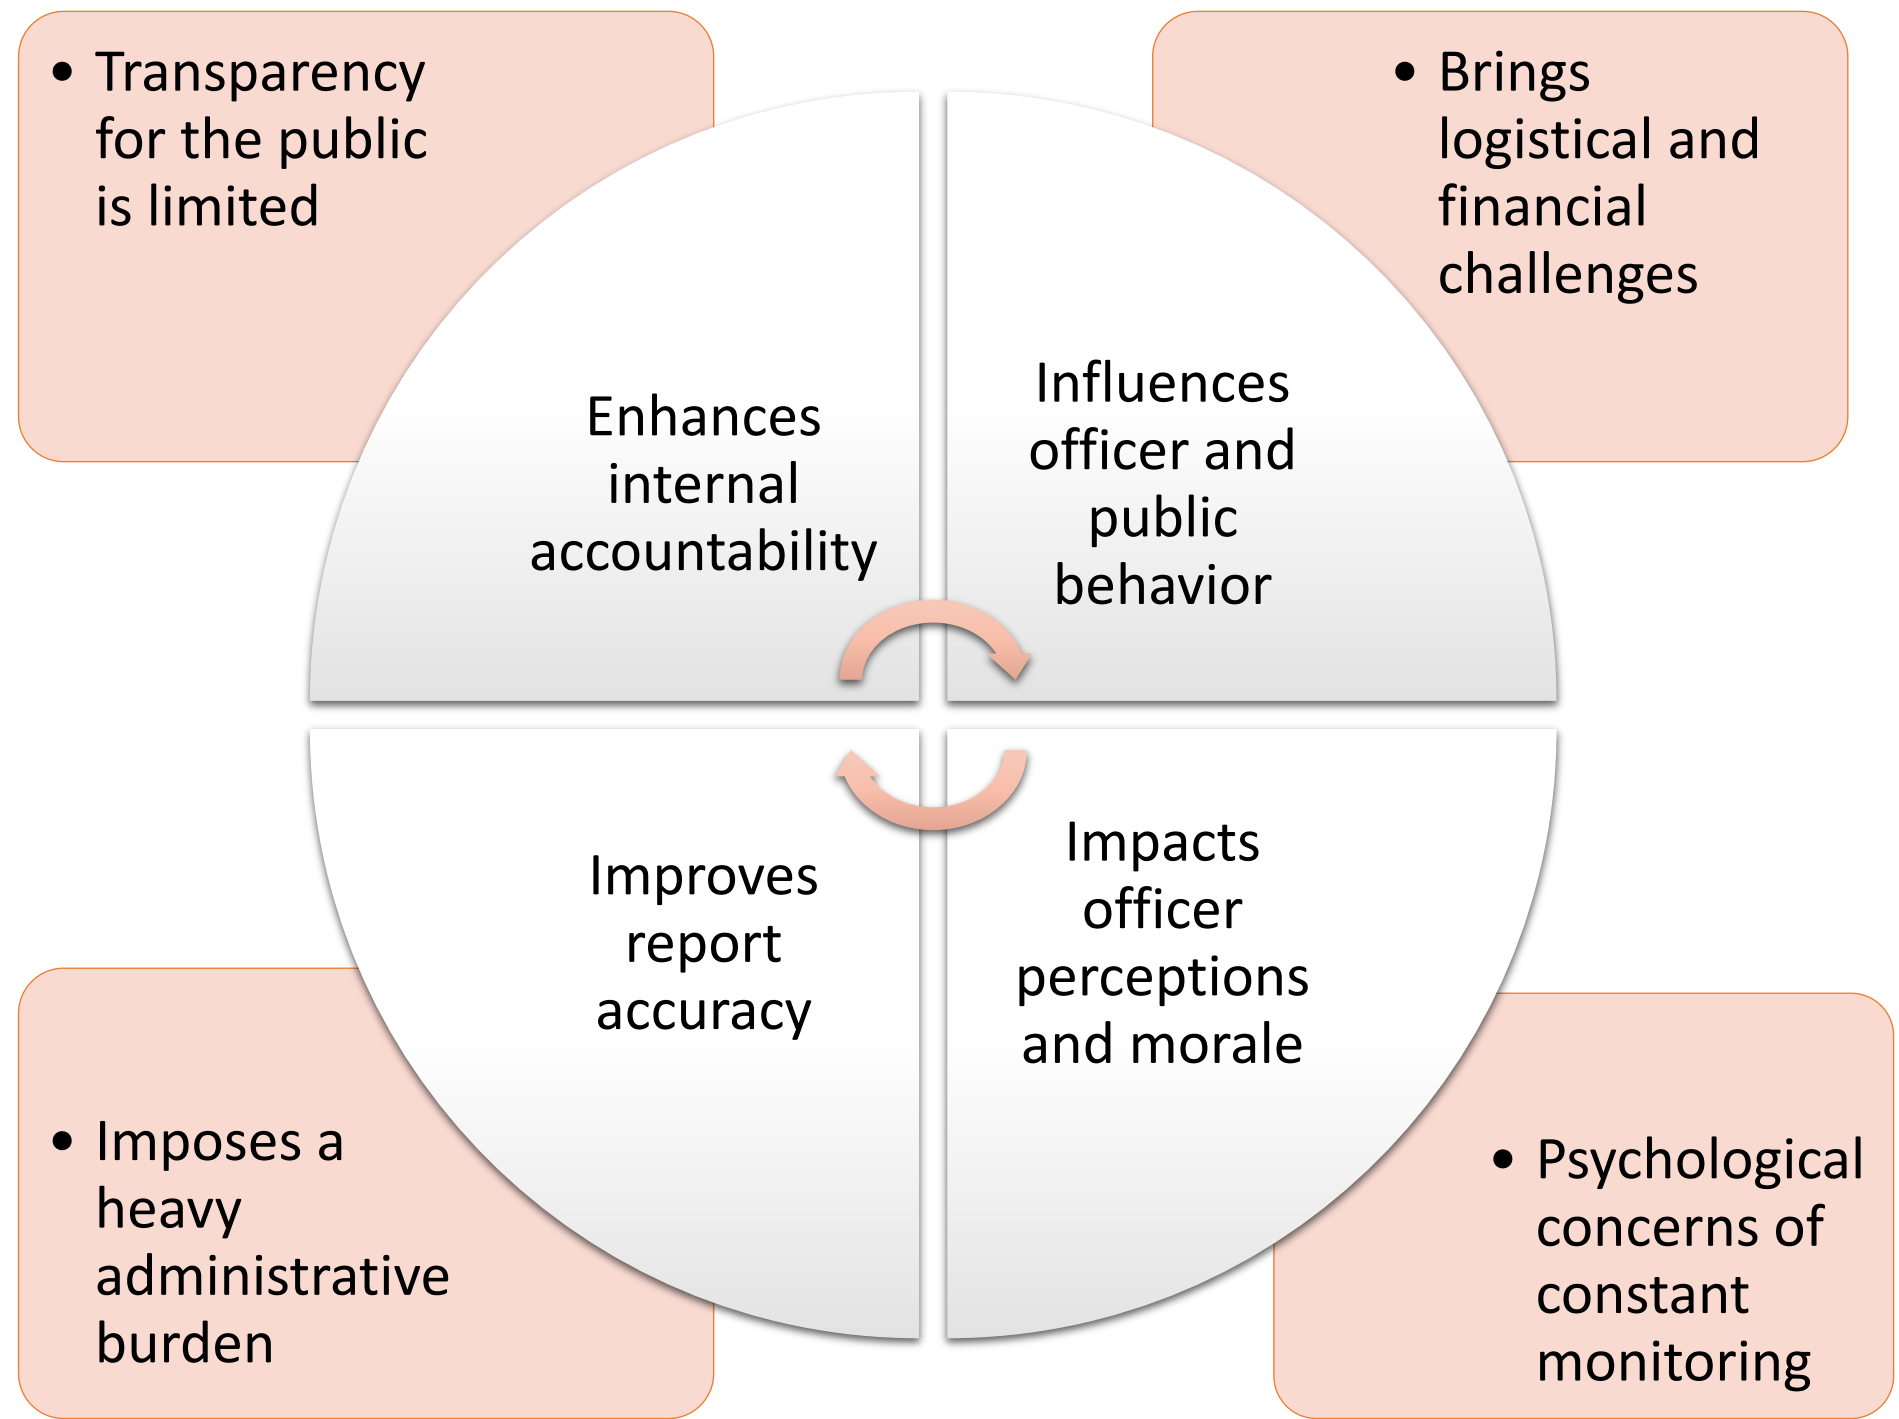 • Transparency
for the public
is limited
• Brings
logistical and
financial
challenges
Enhances
internal
accountability
Influences
officer and
public
behavior
Improves
report
accuracy
Impacts
officer
perceptions
and morale
• Imposes a
heavy
administrative
burden
• Psychological
concerns of
constant
monitoring